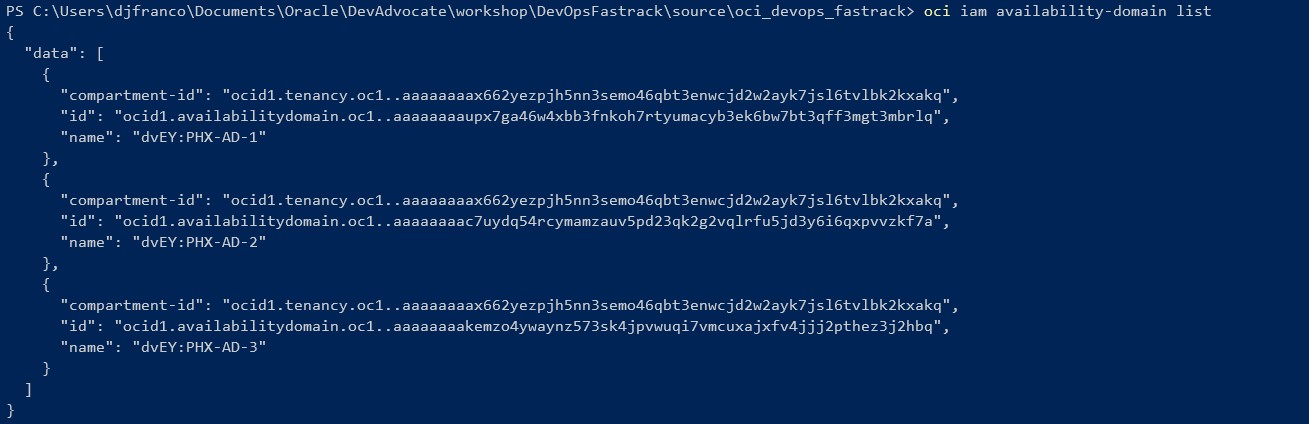 PS C:\Users\djfranco\Documents\Oracle\DevAdvocate\workshop\DevOpsFastrack\source\oci_devops_fastrack> oci iam availability-domain list
{
  "data": [
    {
      "compartment-id": "ocid1.tenancy.oc1..aaaaaaaax662yezpjh5nn3semo46qbt3enwcjd2w2ayk7jsl6tvlbk2kxakq",
      "id": "ocid1.availabilitydomain.oc1..aaaaaaaaupx7ga46w4xbb3fnkoh7rtyumacyb3ek6bw7bt3qff3mgt3mbrlq",
      "name": "dvEY:PHX-AD-1"
    },
    {
      "compartment-id": "ocid1.tenancy.oc1..aaaaaaaax662yezpjh5nn3semo46qbt3enwcjd2w2ayk7jsl6tvlbk2kxakq",
      "id": "ocid1.availabilitydomain.oc1..aaaaaaaac7uydq54rcymamzauv5pd23qk2g2vqlrfu5jd3y6i6qxpvvzkf7a",
      "name": "dvEY:PHX-AD-2"
    },
    {
      "compartment-id": "ocid1.tenancy.oc1..aaaaaaaax662yezpjh5nn3semo46qbt3enwcjd2w2ayk7jsl6tvlbk2kxakq",
      "id": "ocid1.availabilitydomain.oc1..aaaaaaaakemzo4ywaynz573sk4jpvwuqi7vmcuxajxfv4jjj2pthez3j2hbq",
      "name": "dvEY:PHX-AD-3"
    }
  ]
}